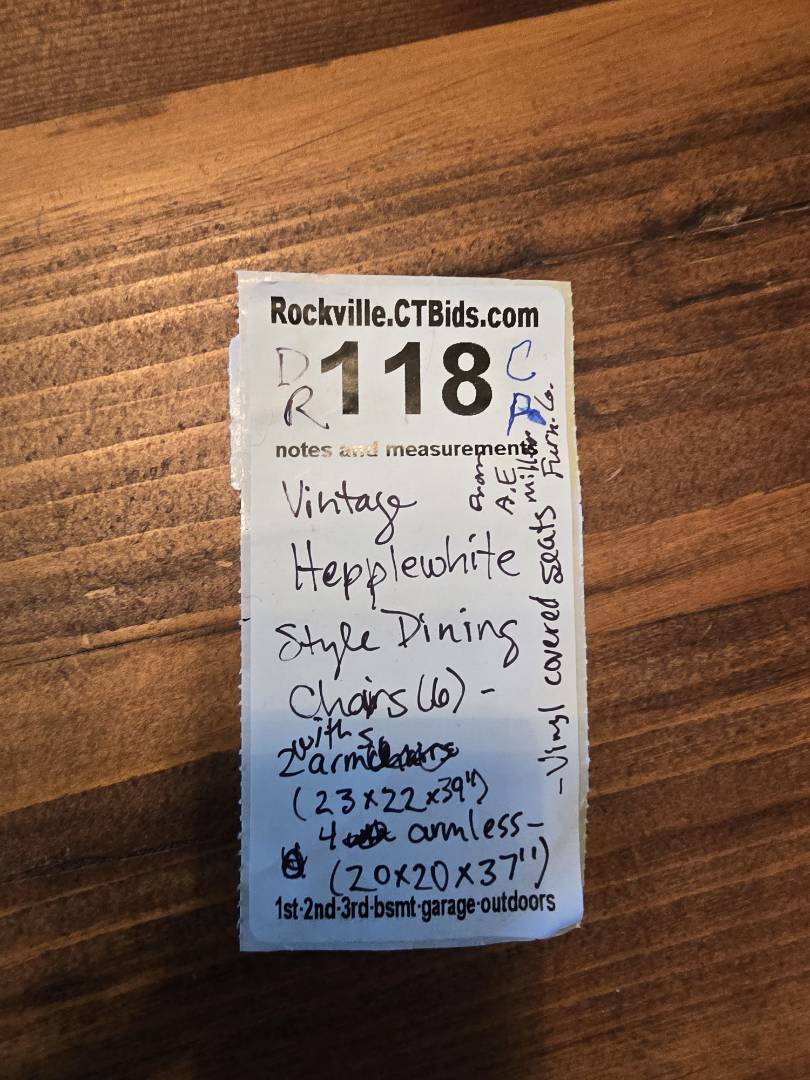 Rockville.CTBids.com
D 118 C
R P
notes and measurements
Vintage
Hepplewhite
Style Dining
Chairs (6) -
2 with arms
(23x22x39")
4 armless -
(20x20x37")
1st·2nd·3rd·bsmt·garage·outdoors
- Vinyl covered seats
A.E
Miller
Furn. Co.